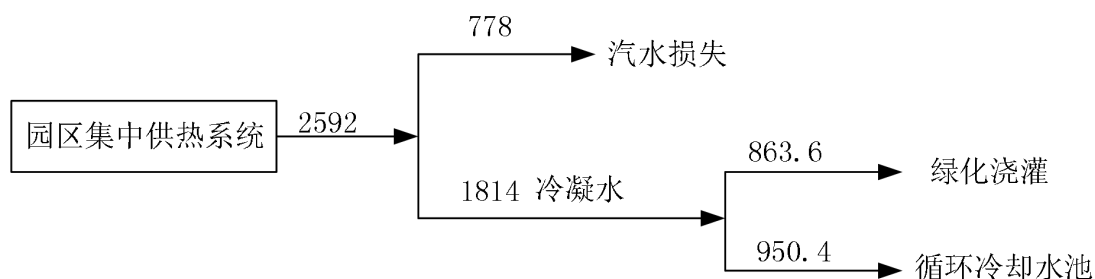 778
汽水损失
园区集中供热系统
2592
863.6
绿化浇灌
1814 冷凝水
950.4
循环冷却水池